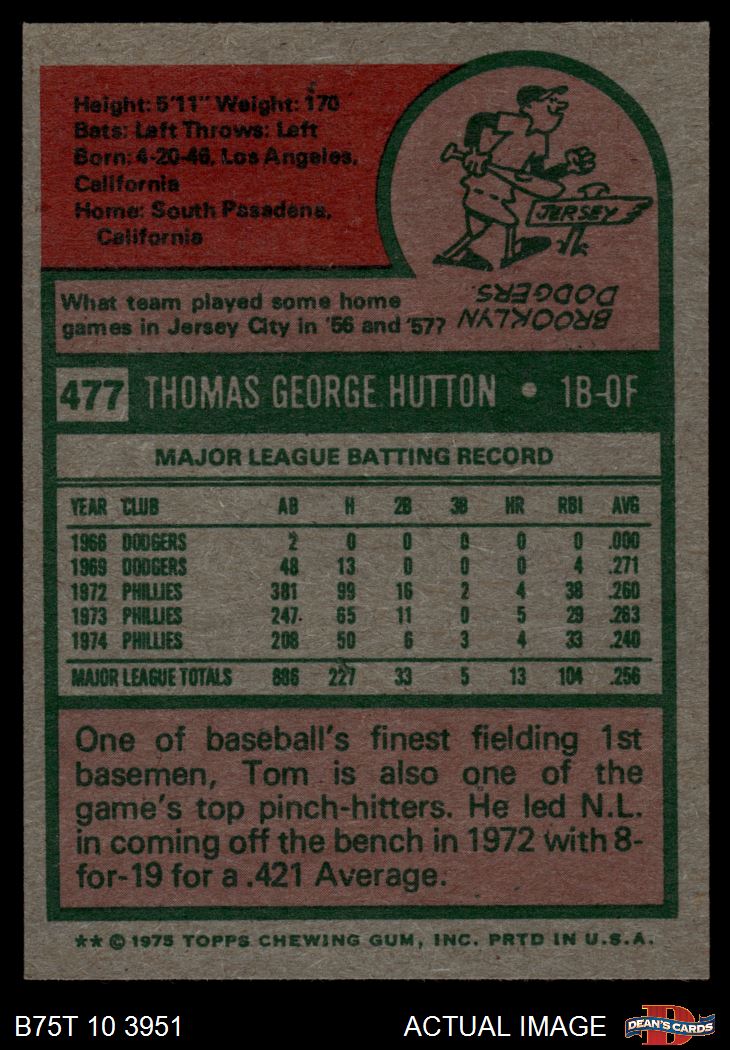 Height: 5'11" Weight: 170
Bats: Left Throws: Left
Born: 4-20-46, Los Angeles,
California
Home: South Pasadena,
California
JERSEY
What team played some home
games in Jersey City in '56 and '57?
BROOKLYN
DODGERS.
477 THOMAS GEORGE HUTTON • 1B-OF
MAJOR LEAGUE BATTING RECORD
YEAR CLUB AB H 2B 3B HR RBI AVG
1966 DODGERS 2 0 0 0 0 0 .000
1969 DODGERS 48 13 0 0 0 4 .271
1972 PHILLIES 381 99 16 2 4 38 .260
1973 PHILLIES 247 65 11 0 5 29 .263
1974 PHILLIES 208 50 6 3 4 33 .240
MAJOR LEAGUE TOTALS 886 227 33 5 13 104 .256
One of baseball's finest fielding 1st
basemen, Tom is also one of the
game's top pinch-hitters. He led N.L.
in coming off the bench in 1972 with 8-
for-19 for a .421 Average.
** © 1975 TOPPS CHEWING GUM, INC. PRTD IN U.S.A.
B75T 10 3951 ACTUAL IMAGE
D
DEAN'S CARDS